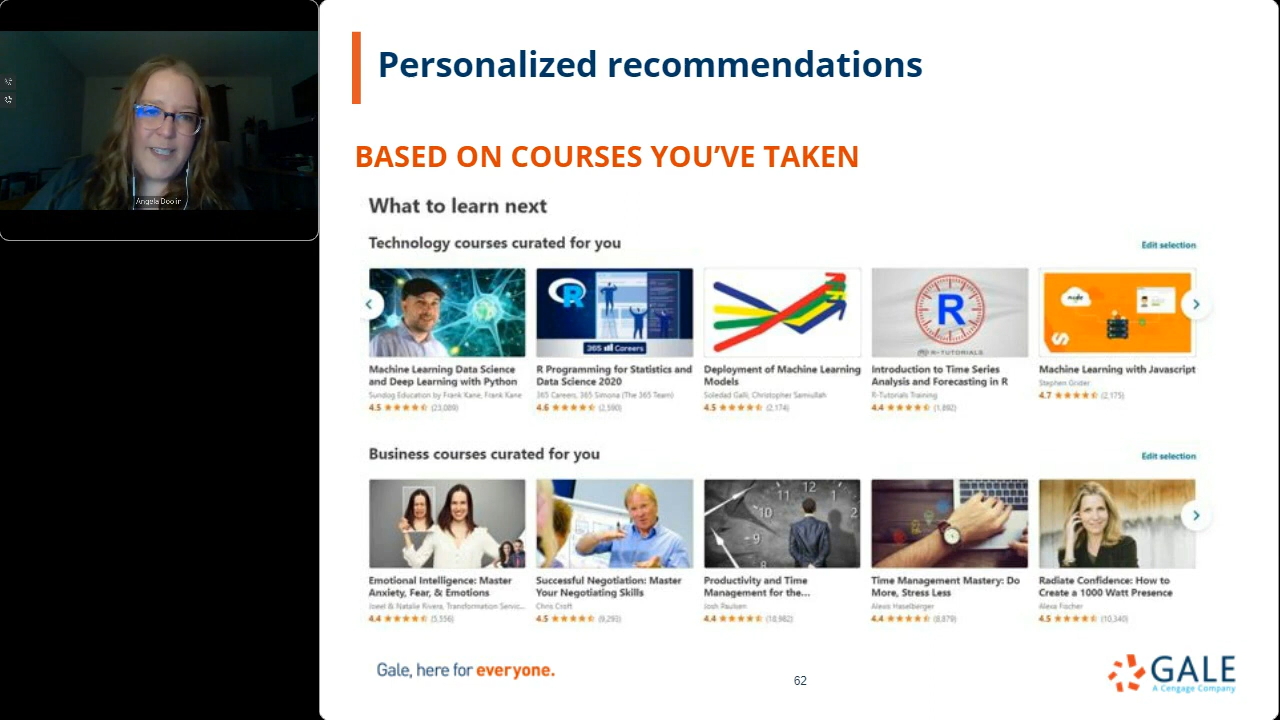 Personalized recommendations
BASED ON COURSES YOU’VE TAKEN
What to learn next
Technology courses curated for you
Edit selection
365 Careers
R-TUTORIALS
node
Machine Learning Data Science
and Deep Learning with Python
Sundog Education by Frank Kane, Frank Kane
4.5 (23,089)
R Programming for Statistics and
Data Science 2020
365 Careers, 365 Simona (The 365 Team)
4.6 (2,590)
Deployment of Machine Learning
Models
Soledad Galli, Christopher Samiullah
4.5 (2,174)
Introduction to Time Series
Analysis and Forecasting in R
R-Tutorials Training
4.4 (1,892)
Machine Learning with Javascript
Stephen Grider
4.7 (2,175)
Business courses curated for you
Edit selection
Emotional Intelligence: Master
Anxiety, Fear, & Emotions
Joeel & Natalie Rivera, Transformation Servic...
4.4 (5,556)
Successful Negotiation: Master
Your Negotiating Skills
Chris Croft
4.5 (9,293)
Productivity and Time
Management for the...
Josh Paulsen
4.4 (18,982)
Time Management Mastery: Do
More, Stress Less
Alexis Haselberger
4.4 (8,879)
Radiate Confidence: How to
Create a 1000 Watt Presence
Alexa Fischer
4.5 (10,340)
Gale, here for everyone.
62
GALE
A Cengage Company